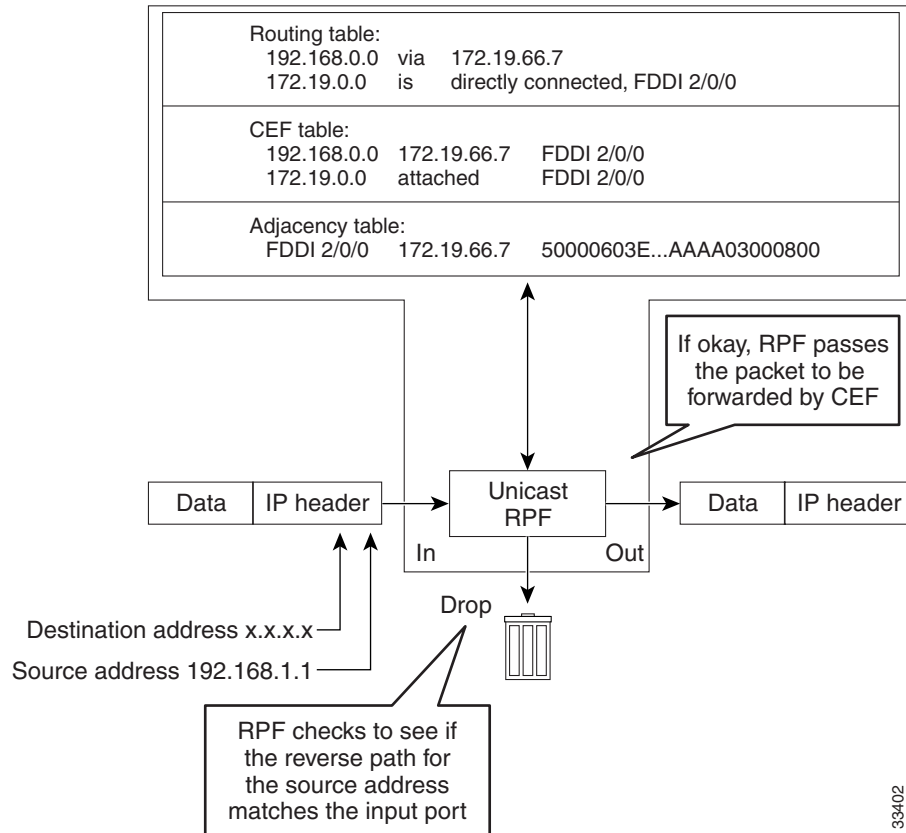 Routing table:
192.168.0.0 via 172.19.66.7
172.19.0.0 is directly connected, FDDI 2/0/0
CEF table:
192.168.0.0 172.19.66.7 FDDI 2/0/0
172.19.0.0 attached FDDI 2/0/0
Adjacency table:
FDDI 2/0/0 172.19.66.7 50000603E...AAAA03000800
If okay, RPF passes
the packet to be
forwarded by CEF
Data IP header
Unicast
RPF
Data IP header
In Out
Drop
Destination address x.x.x.x
Source address 192.168.1.1
RPF checks to see if
the reverse path for
the source address
matches the input port
33402